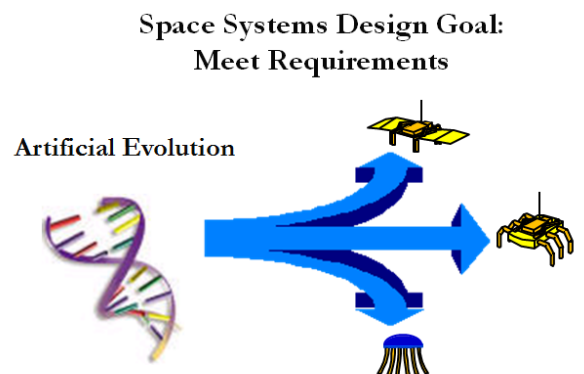 Space Systems Design Goal:
Meet Requirements
Artificial Evolution